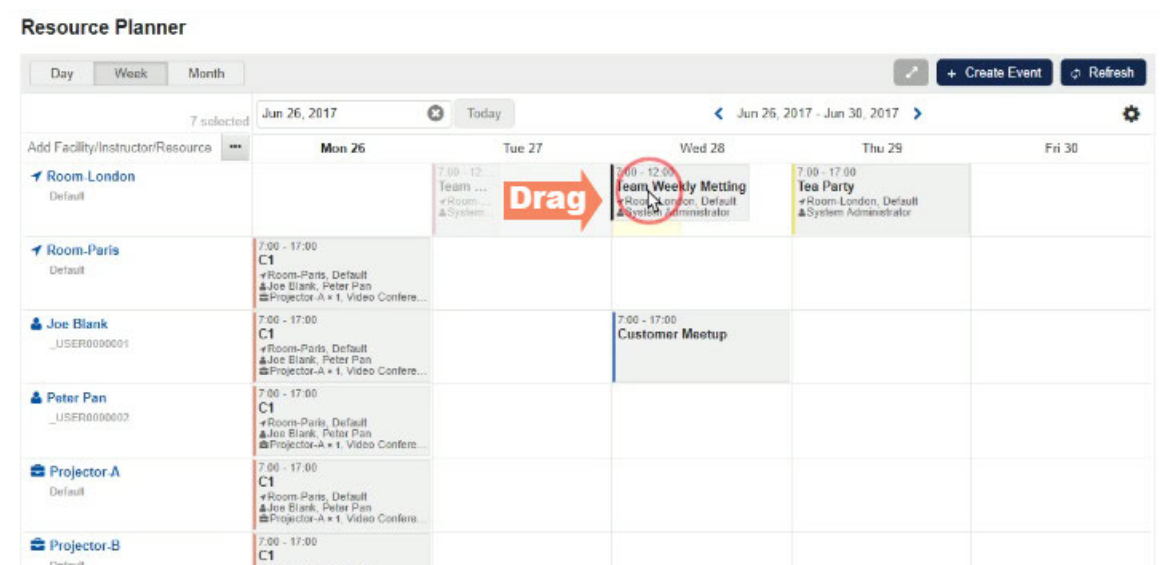 Resource Planner
Day Week Month
+ Create Event Refresh
7 selected Jun 26, 2017 Today Jun 26, 2017 - Jun 30, 2017
Add Facility/Instructor/Resource ••• Mon 26 Tue 27 Wed 28 Thu 29 Fri 30
Room-London
Default
7:00 - 12...
Team ...
Room-...
System...
Drag
7:00 - 12:00
Team Weekly Metting
Room-London, Default
System Administrator
7:00 - 17:00
Tea Party
Room-London, Default
System Administrator
Room-Paris
Default
7:00 - 17:00
C1
Room-Paris, Default
Joe Blank, Peter Pan
Projector-A × 1, Video Confere...
Joe Blank
_USER0000001
7:00 - 17:00
C1
Room-Paris, Default
Joe Blank, Peter Pan
Projector-A × 1, Video Confere...
7:00 - 17:00
Customer Meetup
Peter Pan
_USER0000002
7:00 - 17:00
C1
Room-Paris, Default
Joe Blank, Peter Pan
Projector-A × 1, Video Confere...
Projector-A
Default
7:00 - 17:00
C1
Room-Paris, Default
Joe Blank, Peter Pan
Projector-A × 1, Video Confere...
Projector-B
Default
7:00 - 17:00
C1